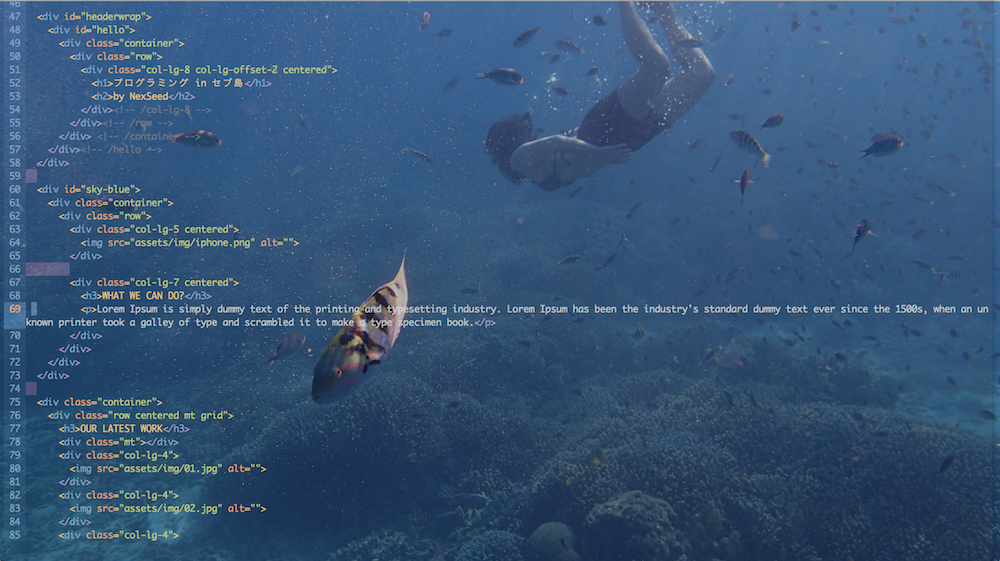 46
47 <div id="headerwrap">
48 <div id="hello">
49 <div class="container">
50 <div class="row">
51 <div class="col-lg-8 col-lg-offset-2 centered">
52 <h1>プログラミング in セブ島</h1>
53 <h2>by NexSeed</h2>
54 </div><!-- /col-lg-8 -->
55 </div><!-- /row -->
56 </div> <!-- /container
57 </div><!-- /hello -->
58 </div>
59
60 <div id="sky-blue">
61 <div class="container">
62 <div class="row">
63 <div class="col-lg-5 centered">
64 <img src="assets/img/iphone.png" alt="">
65 </div>
66
67 <div class="col-lg-7 centered">
68 <h3>WHAT WE CAN DO?</h3>
69 <p>Lorem Ipsum is simply dummy text of the printing and typesetting industry. Lorem Ipsum has been the industry's standard dummy text ever since the 1500s, when an un
known printer took a galley of type and scrambled it to make a type specimen book.</p>
70 </div>
71 </div>
72 </div>
73 </div>
74
75 <div class="container">
76 <div class="row centered mt grid">
77 <h3>OUR LATEST WORK</h3>
78 <div class="mt"></div>
79 <div class="col-lg-4">
80 <img src="assets/img/01.jpg" alt="">
81 </div>
82 <div class="col-lg-4">
83 <img src="assets/img/02.jpg" alt="">
84 </div>
85 <div class="col-lg-4">